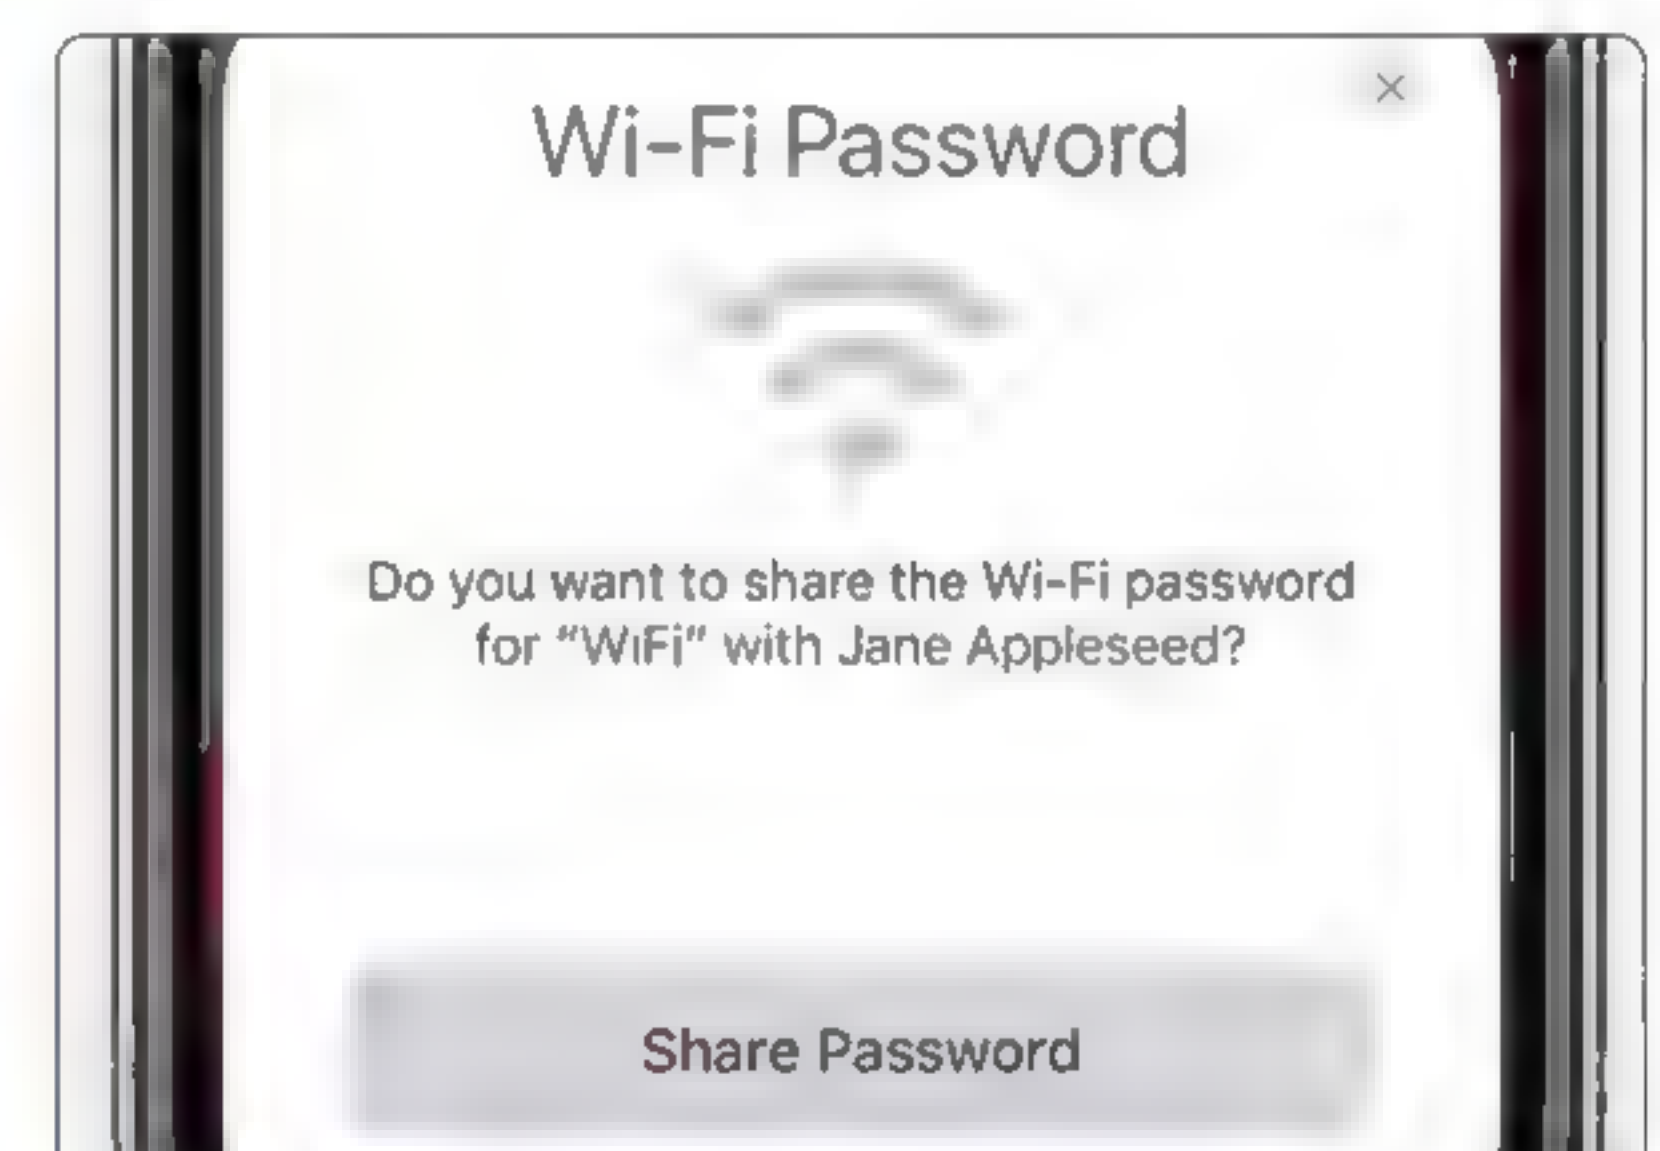 Wi-Fi Password
Do you want to share the Wi-Fi password
for “WiFi” with Jane Appleseed?
Share Password